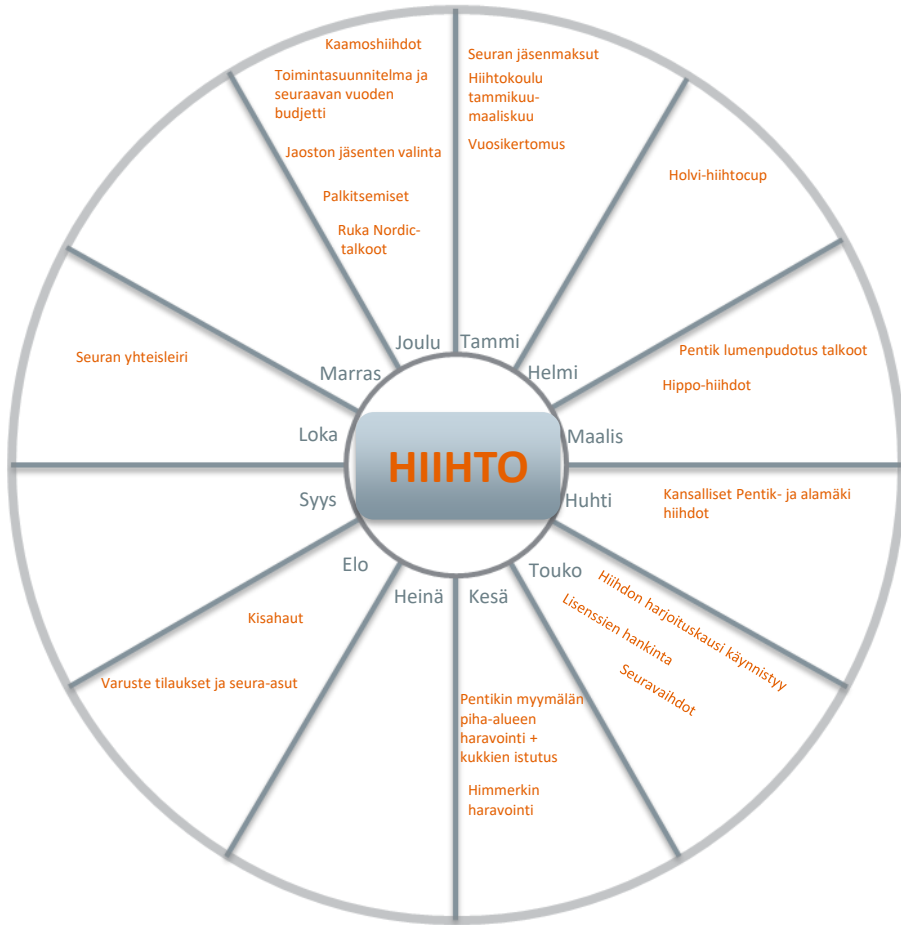 Kaamoshiihdot
Toimintasuunnitelma ja
seuraavan vuoden
budjetti
Jaoston jäsenten valinta
Palkitsemiset
Ruka Nordic-
talkoot
Seuran jäsenmaksut
Hiihtokoulu
tammikuu-
maaliskuu
Vuosikertomus
Holvi-hiihtocup
Pentik lumenpudotus talkoot
Hippo-hiihdot
Kansalliset Pentik- ja alamäki
hiihdot
Hiihdon harjoituskausi käynnistyy
Lisenssien hankinta
Seuravaihdot
Pentikin myymälän
piha-alueen
haravointi +
kukkien istutus
Himmerkin
haravointi
Kisahaut
Varuste tilaukset ja seura-asut
Seuran yhteisleiri
Joulu
Tammi
Helmi
Maalis
Huhti
Touko
Kesä
Heinä
Elo
Syys
Loka
Marras
HIIHTO